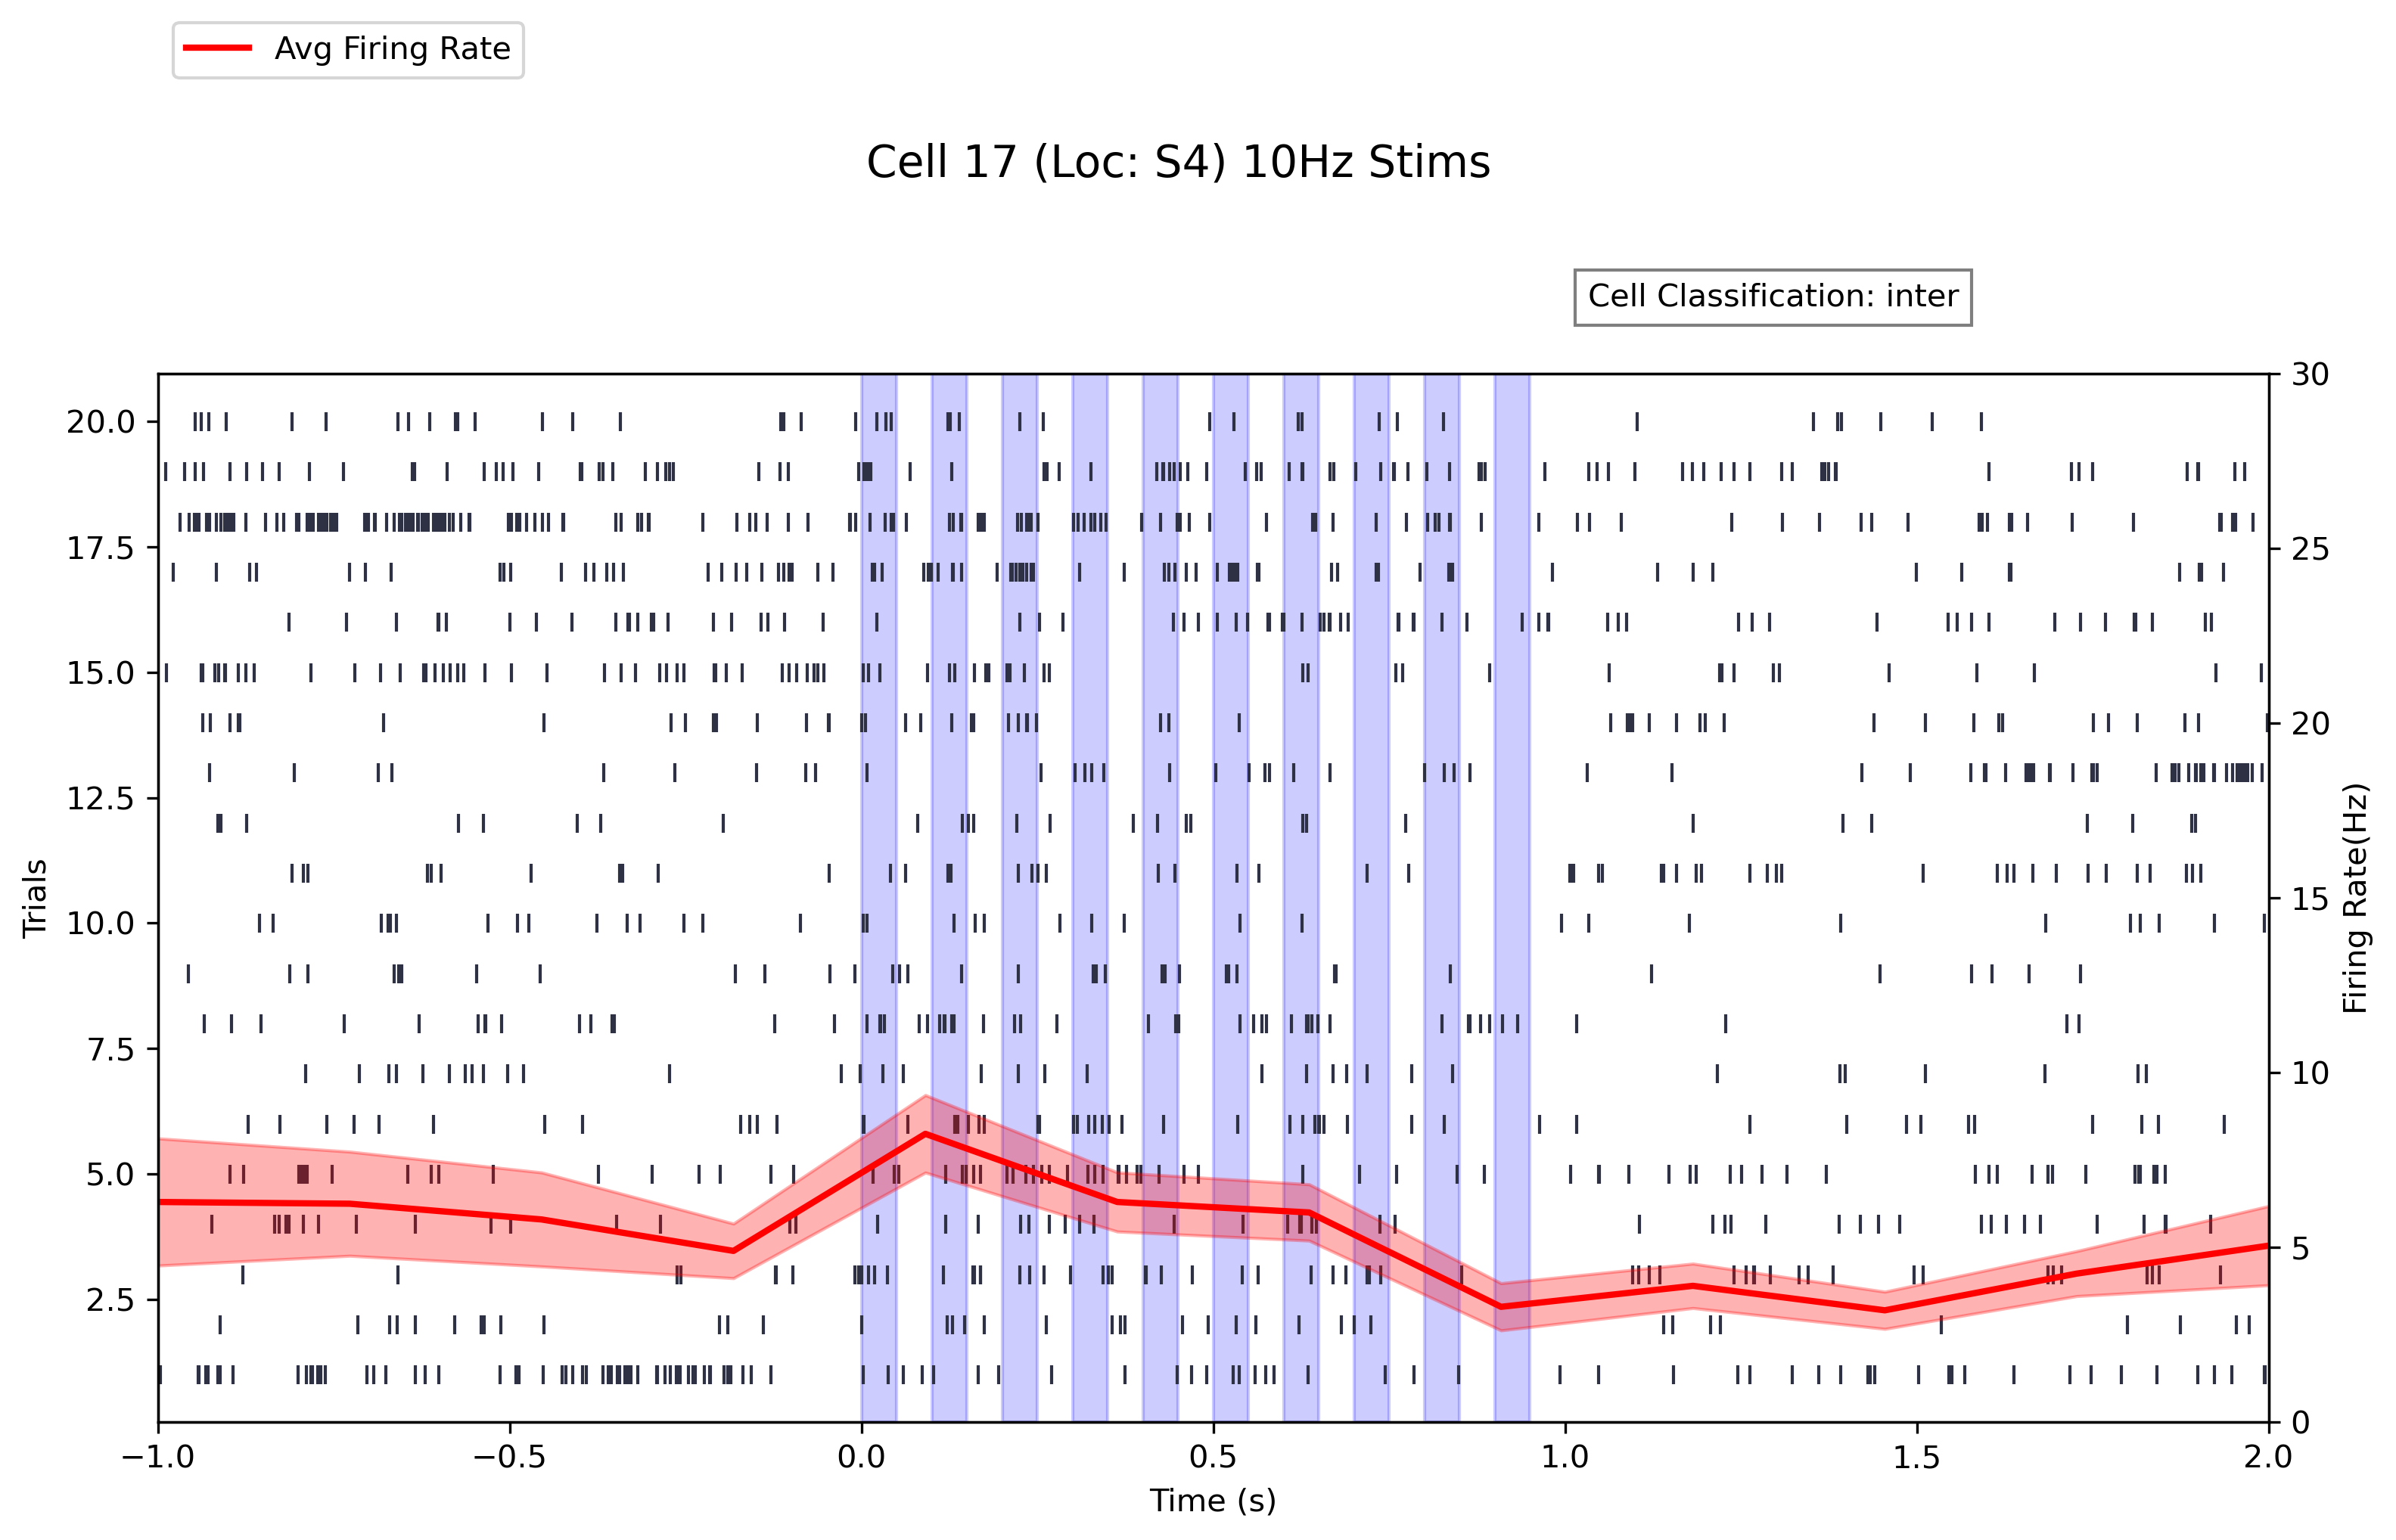 Avg Firing Rate
Cell 17 (Loc: S4) 10Hz Stims
Cell Classification: inter
20.0
17.5
15.0
12.5
10.0
7.5
5.0
2.5
Trials
30
25
20
15
10
5
0
Firing Rate(Hz)
−1.0 −0.5 0.0 0.5 1.0 1.5 2.0
Time (s)